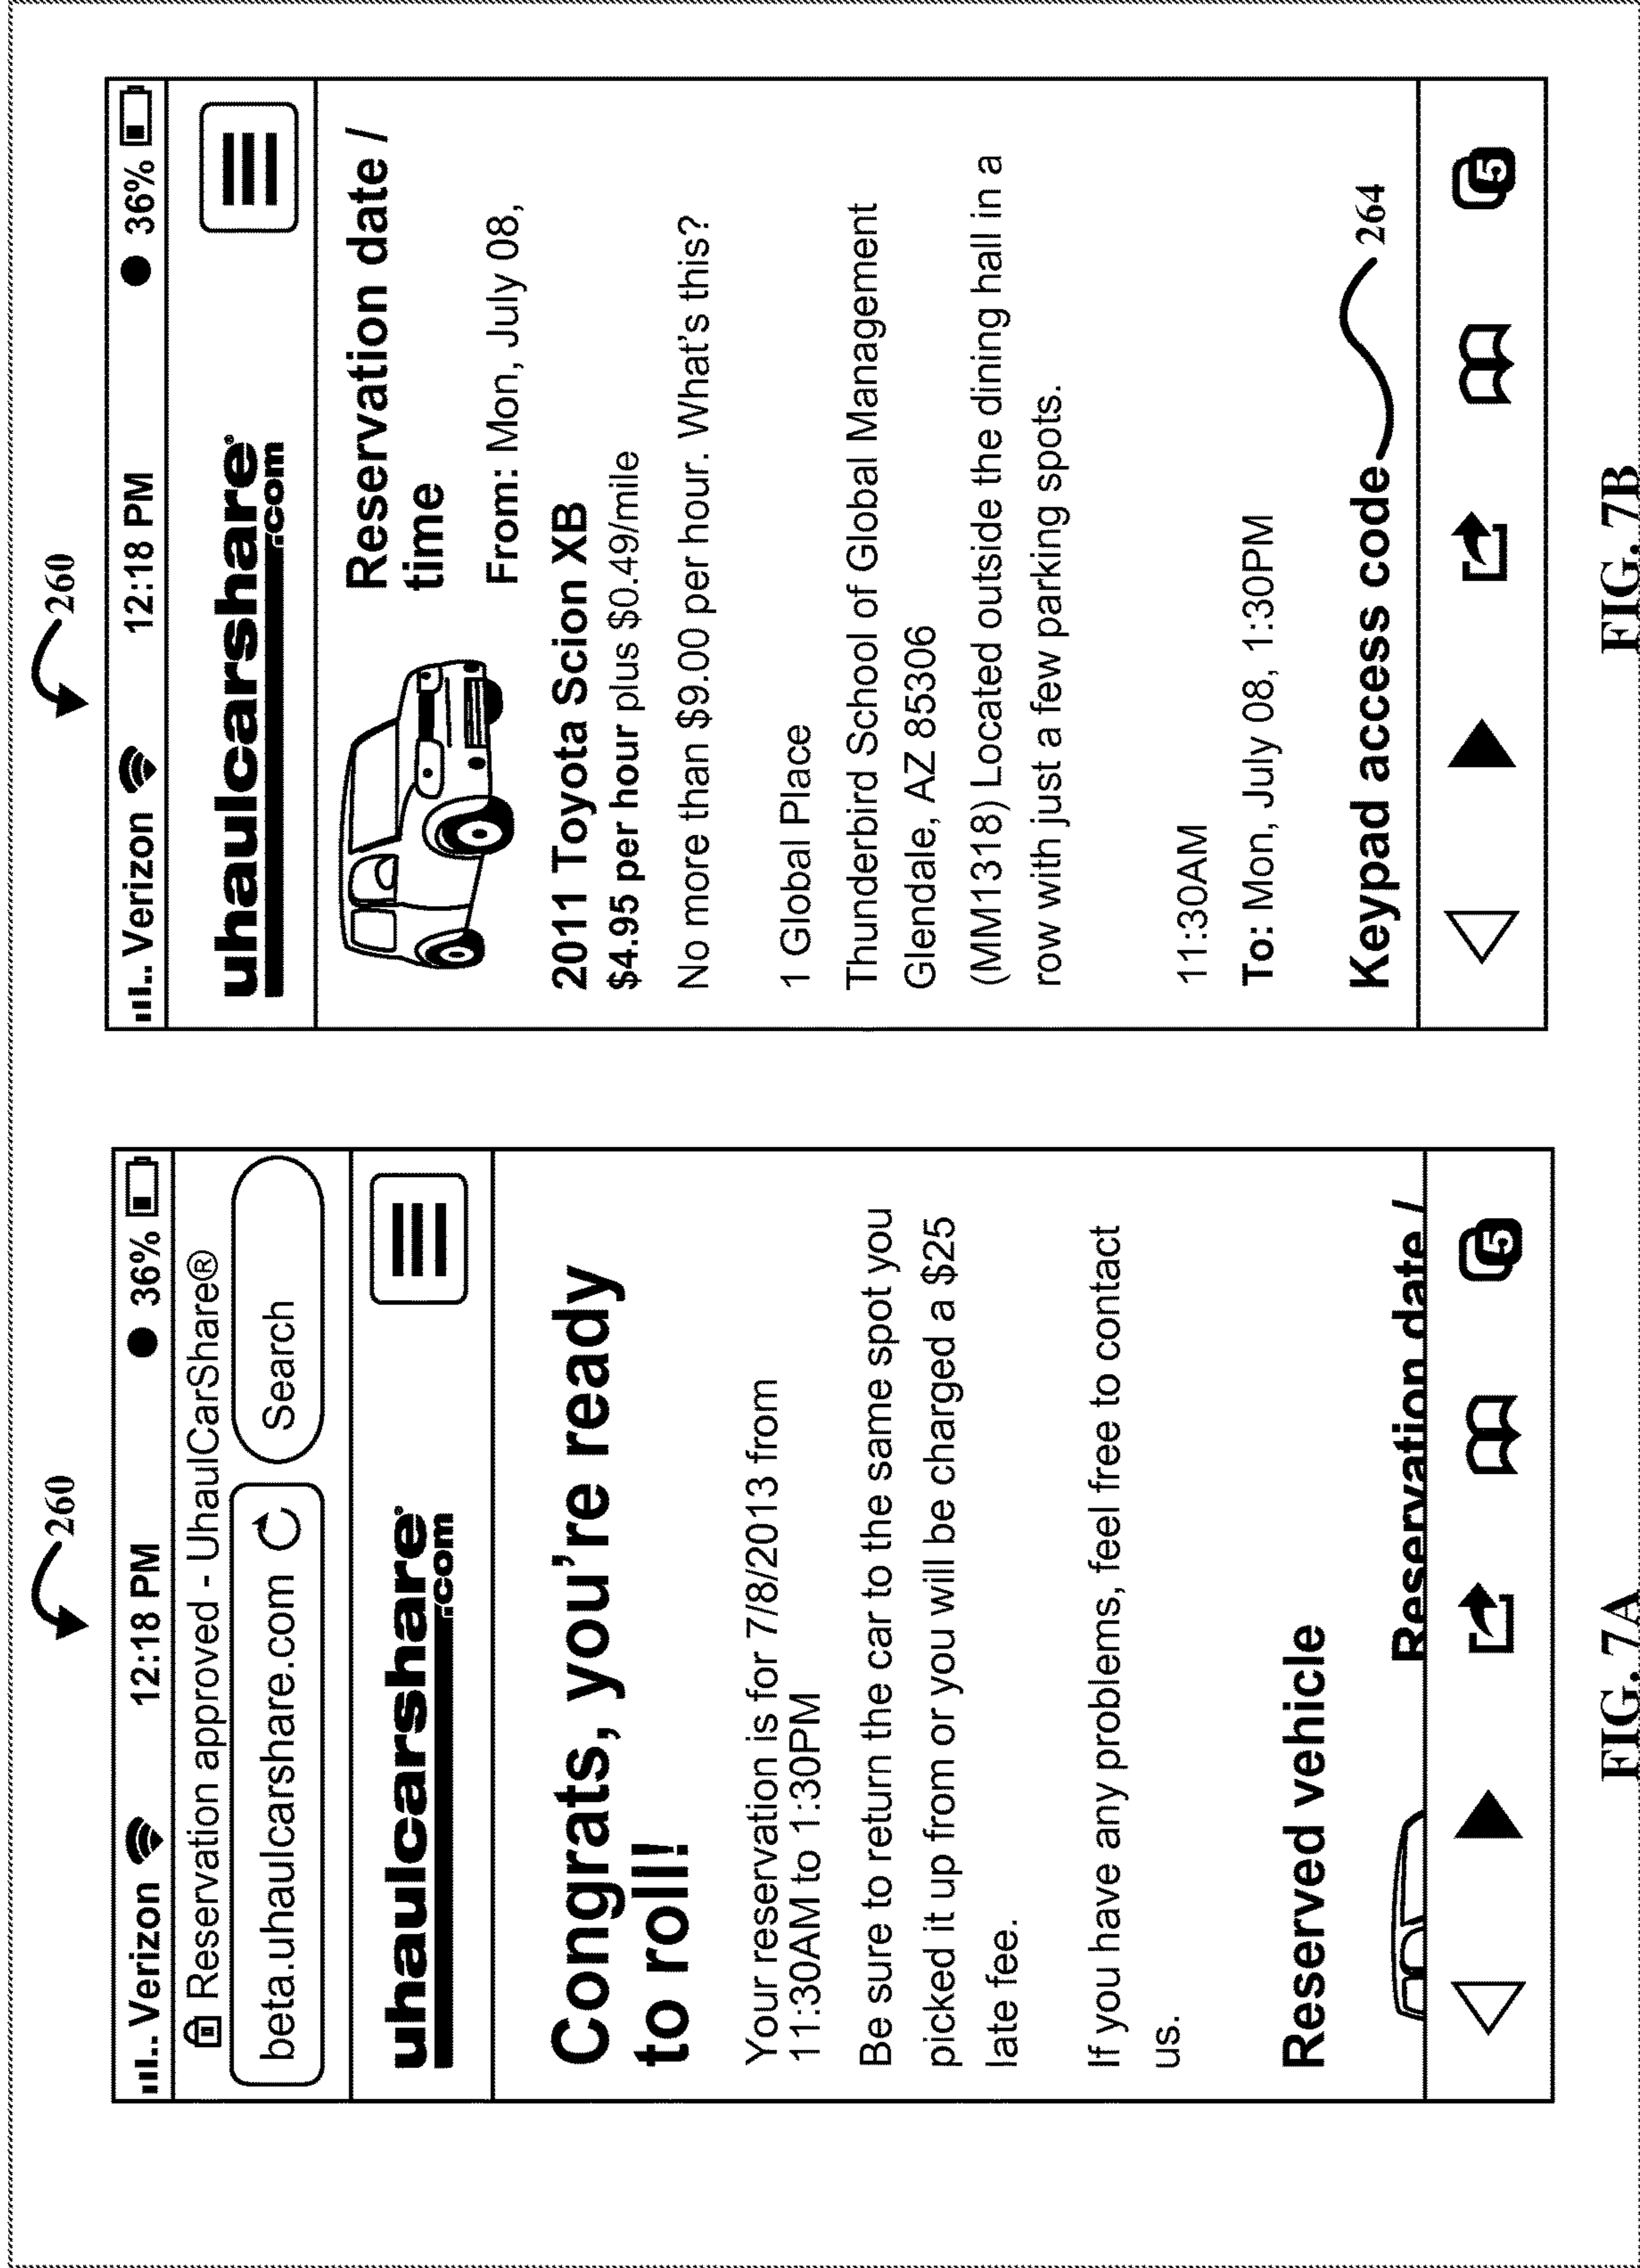 260
Verizon 12:18 PM 36%
Reservation approved - UhaulCarShare®
beta.uhaulcarshare.com Search
uhaulcarshare®
.com
Congrats, you're ready
to roll!
Your reservation is for 7/8/2013 from
11:30AM to 1:30PM
Be sure to return the car to the same spot you
picked it up from or you will be charged a $25
late fee.
If you have any problems, feel free to contact
us.
Reserved vehicle
Reservation date /
5
FIG. 7A
260
Verizon 12:18 PM 36%
uhaulcarshare®
.com
Reservation date /
time
From: Mon, July 08,
2011 Toyota Scion XB
$4.95 per hour plus $0.49/mile
No more than $9.00 per hour. What's this?
1 Global Place
Thunderbird School of Global Management
Glendale, AZ 85306
(MM1318) Located outside the dining hall in a
row with just a few parking spots.
11:30AM
To: Mon, July 08, 1:30PM
Keypad access code 264
5
FIG. 7B